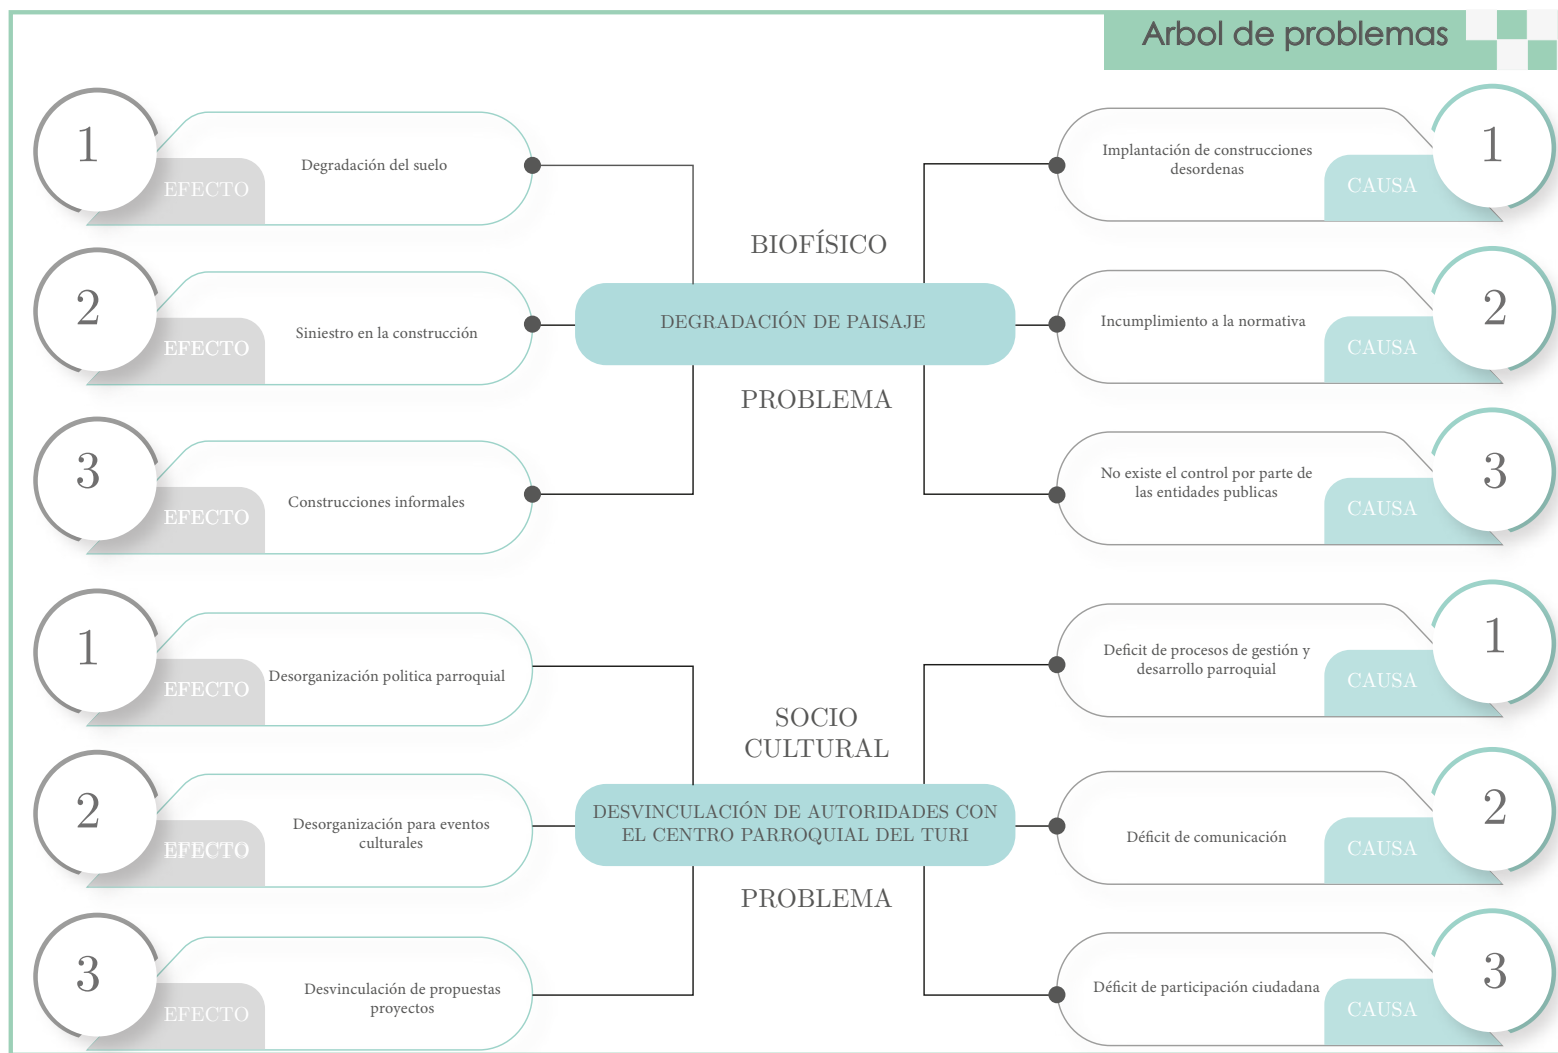 Arbol de problemas
1
EFECTO
Degradación del suelo
2
EFECTO
Siniestro en la construcción
3
EFECTO
Construcciones informales
BIOFÍSICO
DEGRADACIÓN DE PAISAJE
PROBLEMA
Implantación de construcciones
desordenas
CAUSA
1
Incumplimiento a la normativa
CAUSA
2
No existe el control por parte de
las entidades publicas
CAUSA
3
1
EFECTO
Desorganización politica parroquial
2
EFECTO
Desorganización para eventos
culturales
3
EFECTO
Desvinculación de propuestas
proyectos
SOCIO
CULTURAL
DESVINCULACIÓN DE AUTORIDADES CON
EL CENTRO PARROQUIAL DEL TURI
PROBLEMA
Deficit de procesos de gestión y
desarrollo parroquial
CAUSA
1
Déficit de comunicación
CAUSA
2
Déficit de participación ciudadana
CAUSA
3